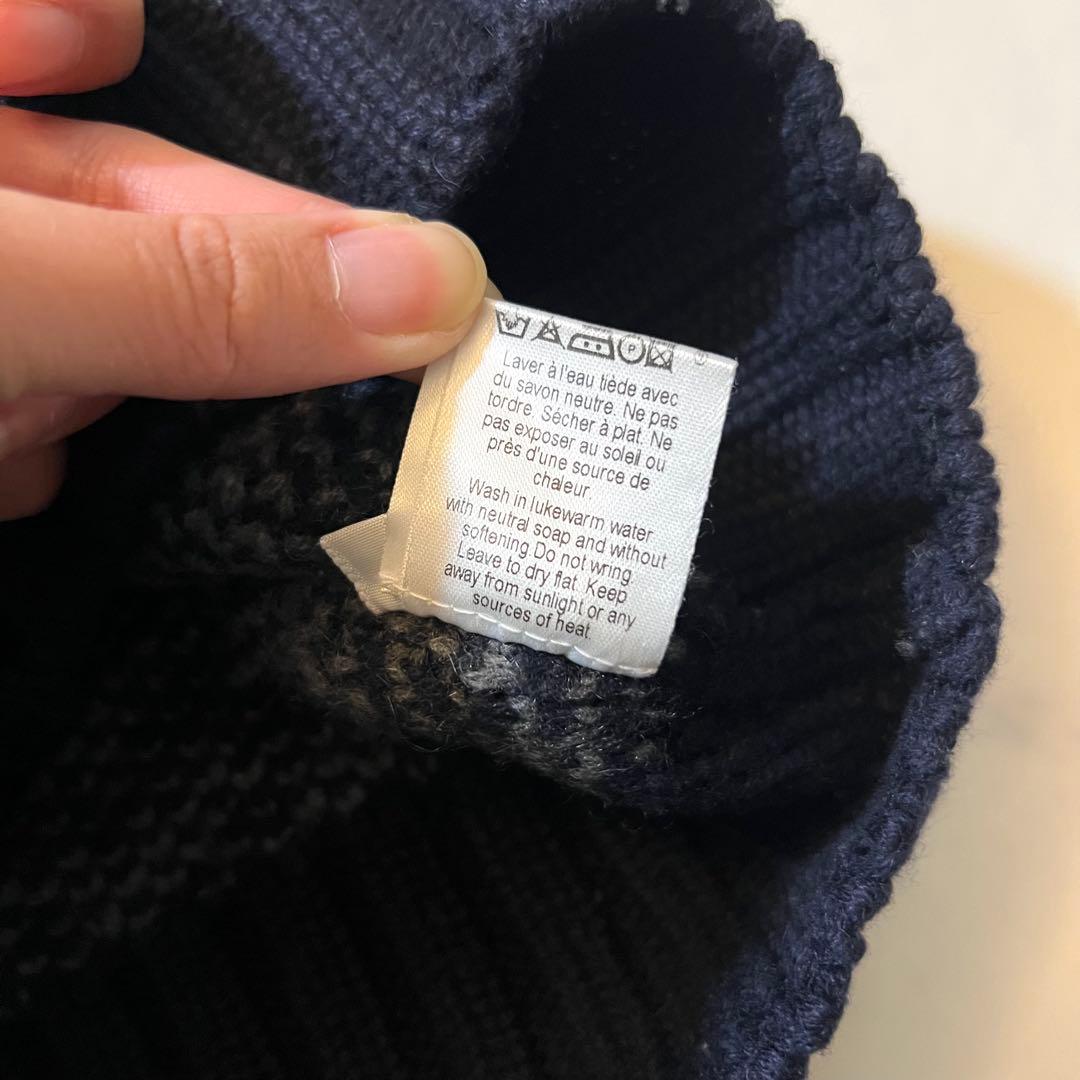 P
Laver à l'eau tiède avec
du savon neutre. Ne pas
tordre. Sécher à plat. Ne
pas exposer au soleil ou
près d'une source de
chaleur.
Wash in lukewarm water
with neutral soap and without
softening.Do not wring.
Leave to dry flat. Keep
away from sunlight or any
sources of heat.